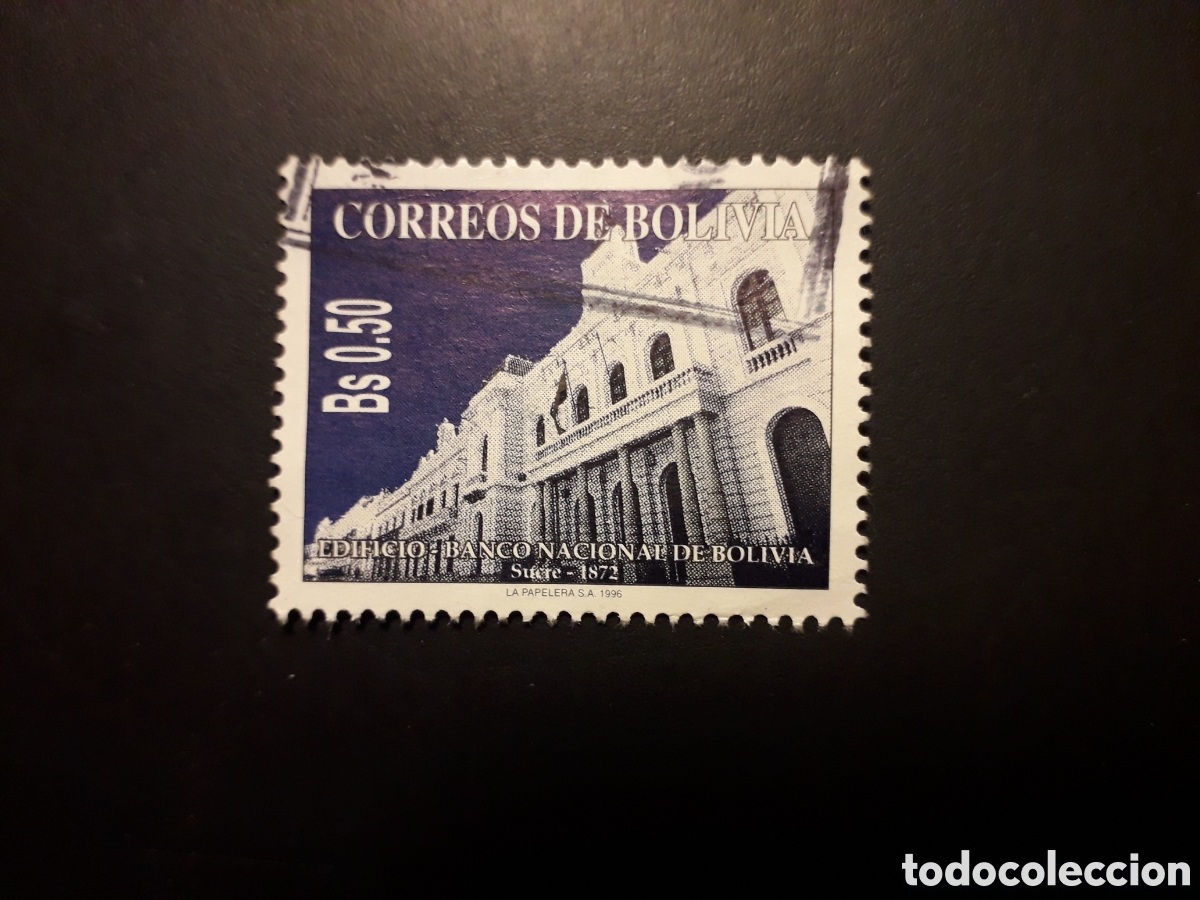 CORREOS DE BOLIVIA
Bs 0.50
EDIFICIO - BANCO NACIONAL DE BOLIVIA
Sucre - 1872
LA PAPELERA S.A. 1996
todocoleccion